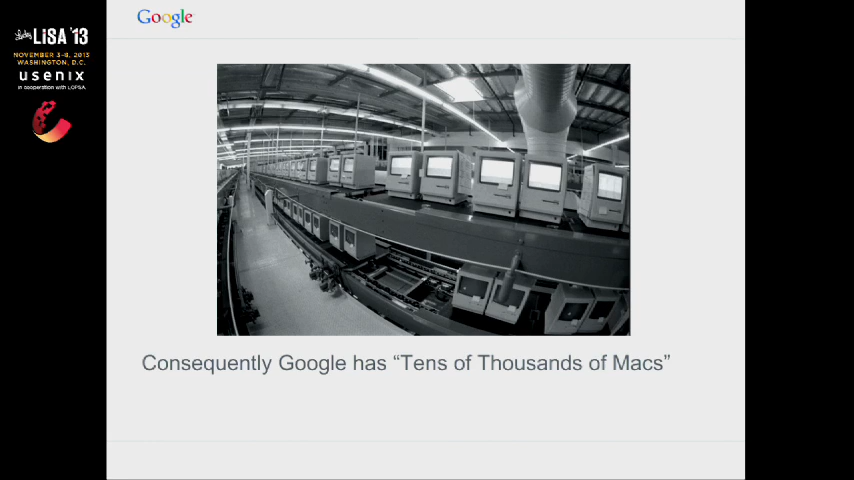 Lucky LISA '13
NOVEMBER 3–8, 2013
WASHINGTON, D.C.
usenix
in cooperation with LOPSA
Google
Consequently Google has “Tens of Thousands of Macs”